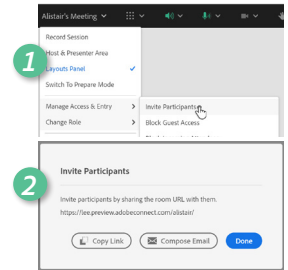 Alistair's Meeting
Record Session
Host & Presenter Area
1
Layouts Panel
Switch To Prepare Mode
Manage Access & Entry
Invite Participants
Change Role
Block Guest Access
2
Invite Participants
Invite participants by sharing the room URL with them.
https://iee.preview.adobeconnect.com/alistair/
Copy Link
Compose Email
Done